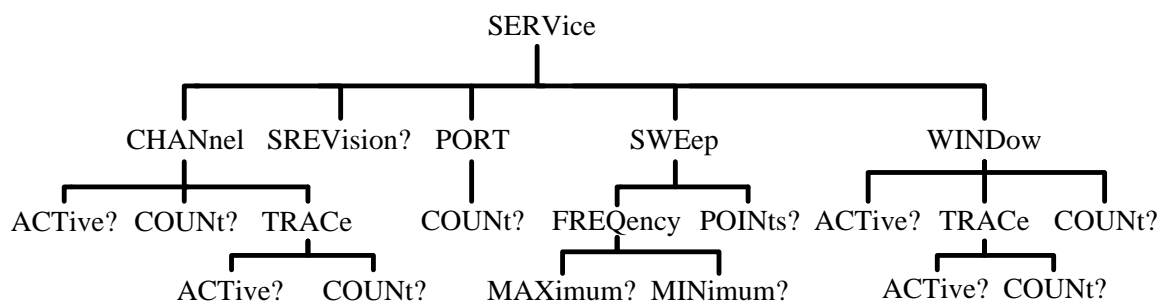 SERVice
CHANnel SREVision? PORT SWEep WINDow
ACTive? COUNt? TRACe COUNt? FREQency POINts? ACTive? TRACe COUNt?
ACTive? COUNt? MAXimum? MINimum? ACTive? COUNt?